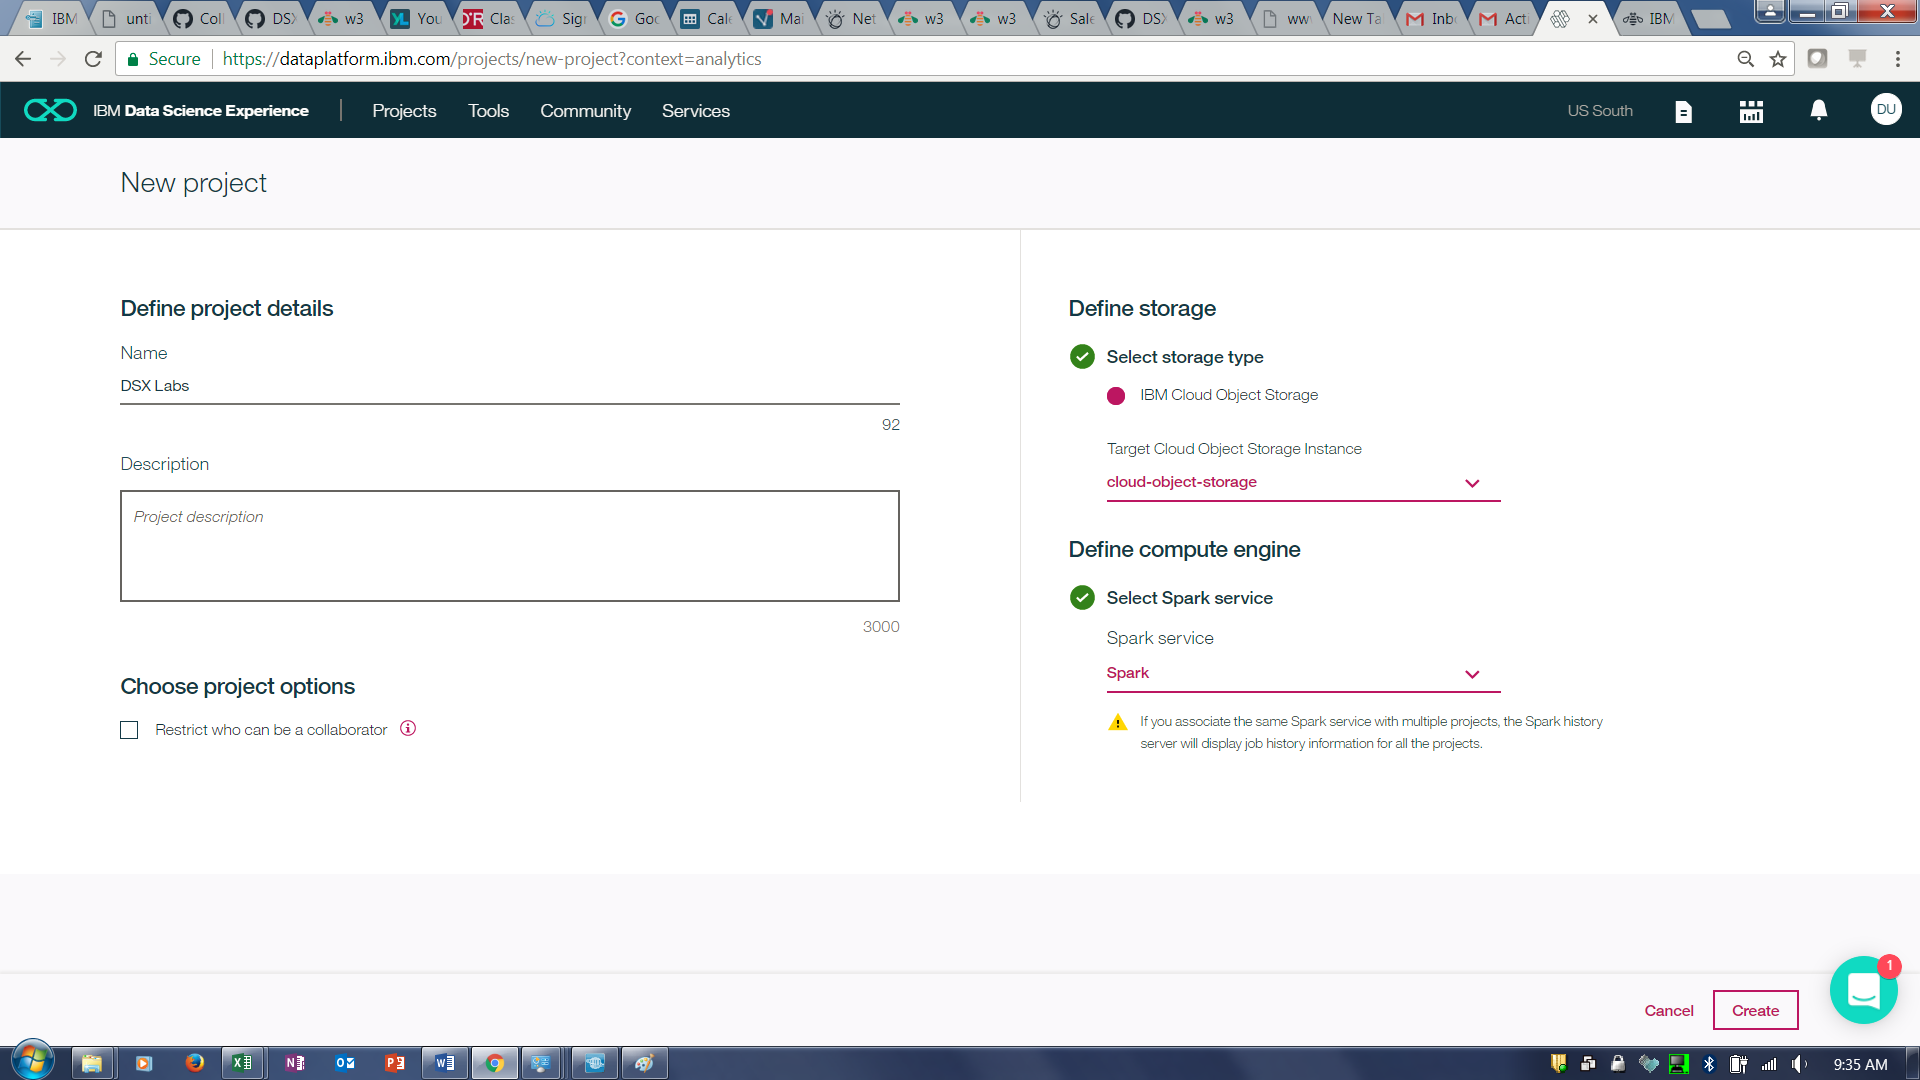 IBM
unti
Coll
DSX
w3
You
D'R Clas
Sign
Goo
Cale
Mai
Net
w3
w3
Sale
DSX
w3
ww
New Ta
Inb
Acti
IBM
Secure https://dataplatform.ibm.com/projects/new-project?context=analytics
IBM Data Science Experience Projects Tools Community Services US South DU
New project
Define project details
Name
DSX Labs
92
Description
Project description
3000
Choose project options
Restrict who can be a collaborator
Define storage
Select storage type
IBM Cloud Object Storage
Target Cloud Object Storage Instance
cloud-object-storage
Define compute engine
Select Spark service
Spark service
Spark
If you associate the same Spark service with multiple projects, the Spark history
server will display job history information for all the projects.
1
Cancel Create
9:35 AM